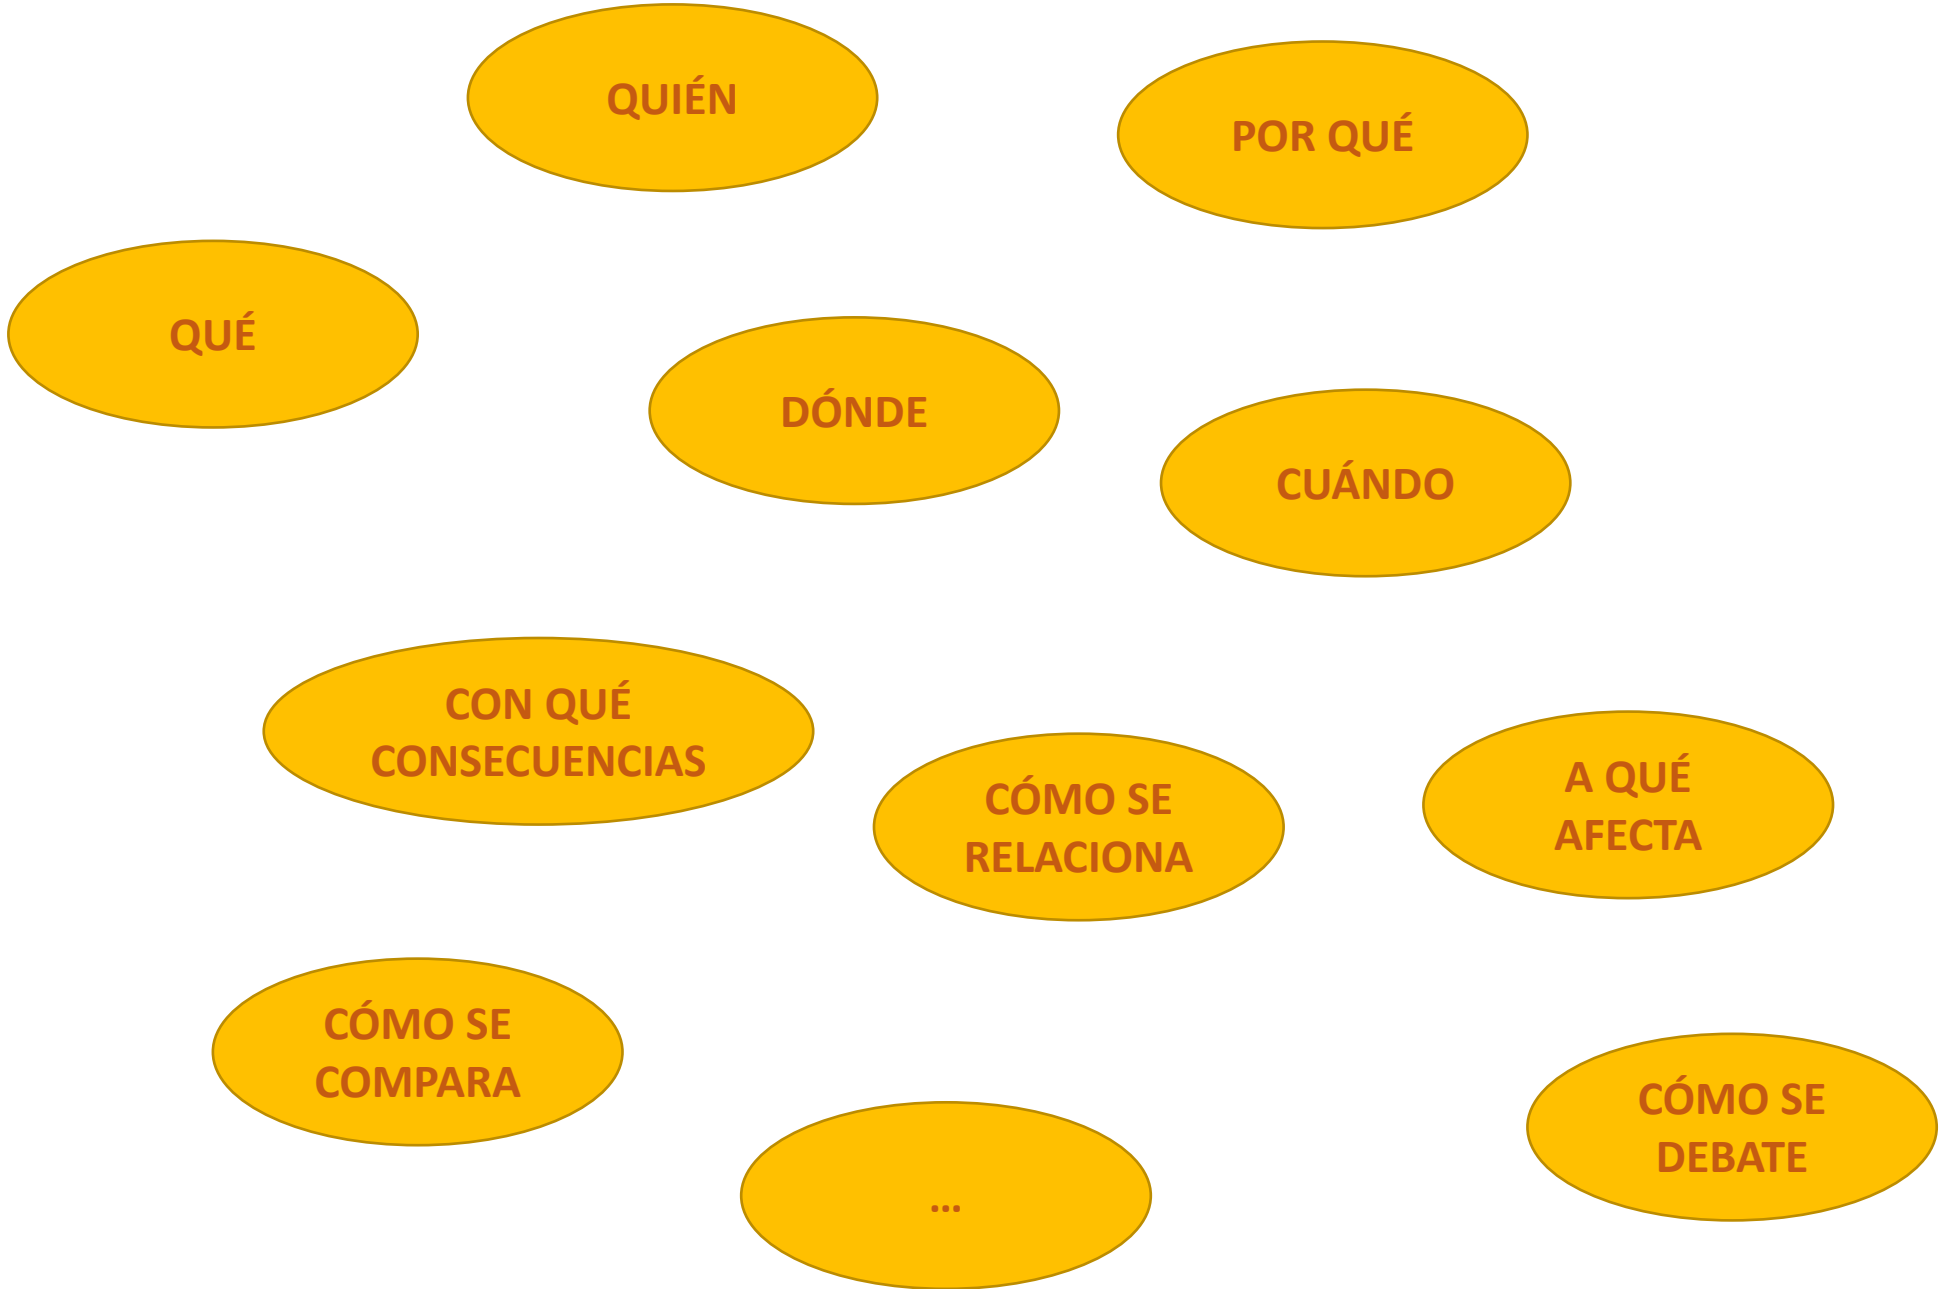 QUIÉN
POR QUÉ
QUÉ
DÓNDE
CUÁNDO
CON QUÉ
CONSECUENCIAS
CÓMO SE
RELACIONA
A QUÉ
AFECTA
CÓMO SE
COMPARA
CÓMO SE
DEBATE
...